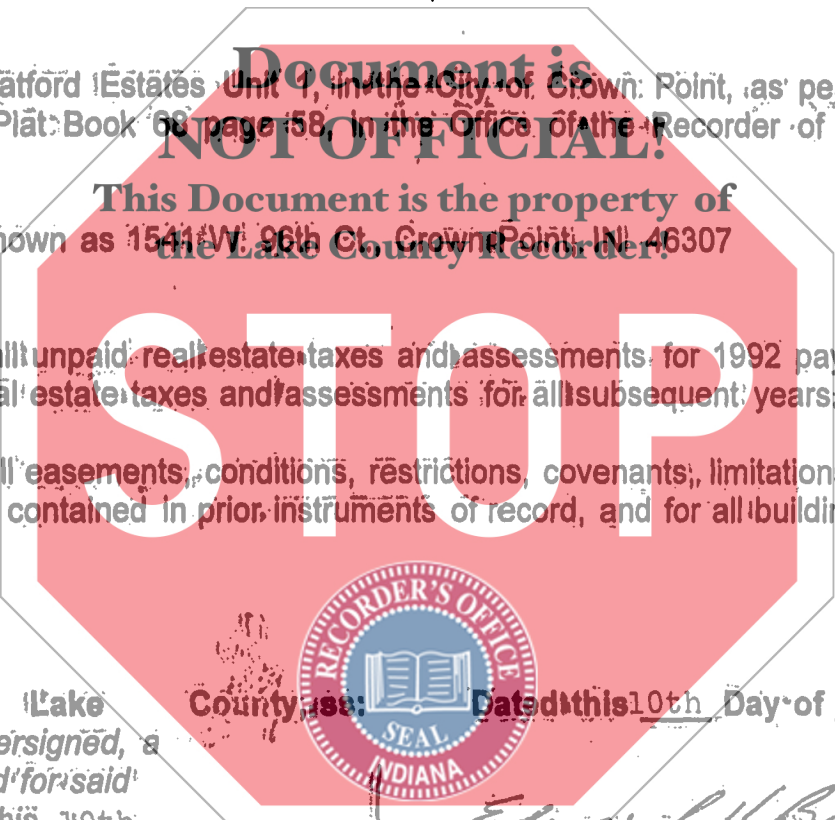 Document is
atford Estates Unit 1, in the City of Crown Point, as pe
Plat Book 68 page 58, in the Office of the Recorder of
NOT OFFICIAL!
This Document is the property of
own as 1541 W. 96th Ct., Crown Point, IN 46307
the Lake County Recorder!
all unpaid real estate taxes and assessments for 1992 pay
al estate taxes and assessments for all subsequent years
STOP
ll easements, conditions, restrictions, covenants, limitation
contained in prior instruments of record, and for all buildin
RECORDER'S OFFICE
SEAL
INDIANA
Lake County, ss: Dated this 10th Day of
ersigned, a
d for said